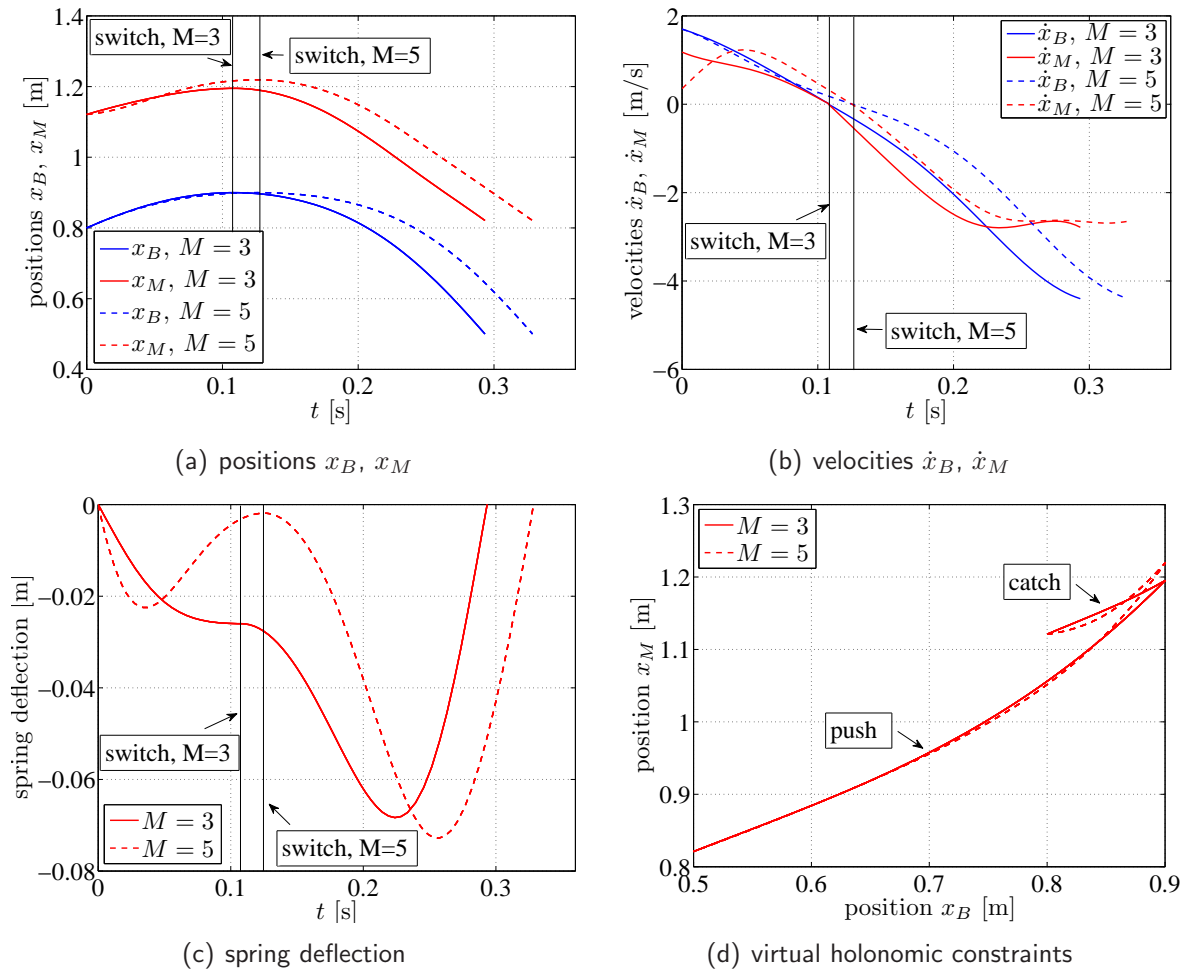 1.4
switch, M=3
switch, M=5
1.2
1
0.8
0.6
0.4
positions x_B, x_M [m]
x_B, M = 3
x_M, M = 3
x_B, M = 5
x_M, M = 5
0
0.1
0.2
0.3
t [s]
(a) positions x_B, x_M
6
4
2
0
−2
−4
−6
velocities ẋ_B, ẋ_M [m/s]
ẋ_B, M = 3
ẋ_M, M = 3
ẋ_B, M = 5
ẋ_M, M = 5
switch, M=3
switch, M=5
0
0.1
0.2
0.3
t [s]
(b) velocities ẋ_B, ẋ_M
0
−0.02
−0.04
−0.06
−0.08
spring deflection [m]
switch, M=3
switch, M=5
M = 3
M = 5
0
0.1
0.2
0.3
t [s]
(c) spring deflection
1.3
1.2
1.1
1
0.9
0.8
position x_M [m]
M = 3
M = 5
catch
push
0.5
0.6
0.7
0.8
0.9
position x_B [m]
(d) virtual holonomic constraints